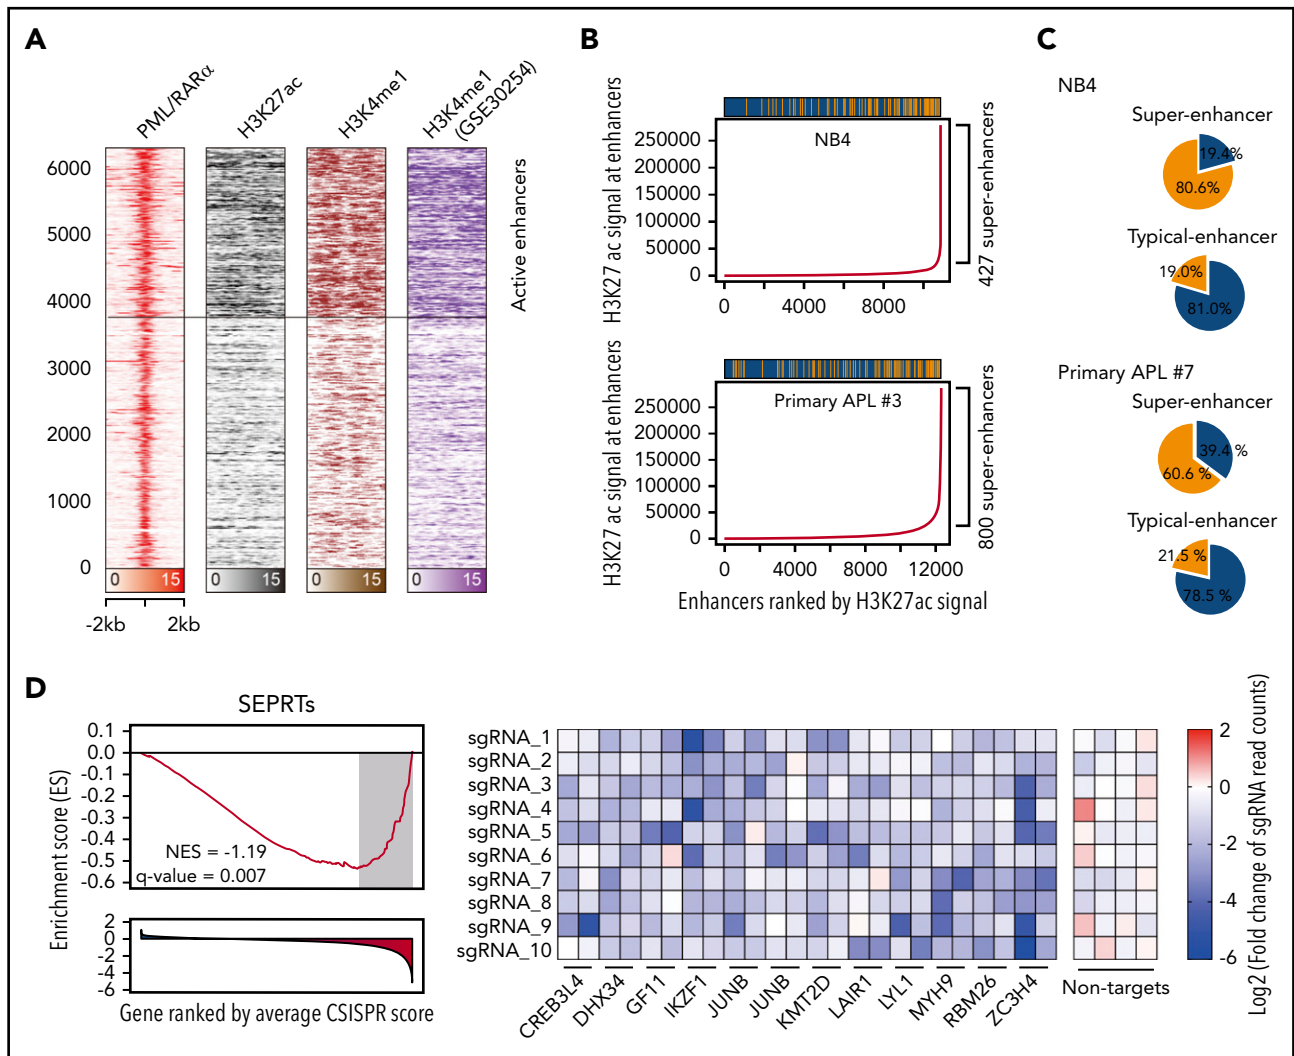 A
PML/RARα
H3K27ac
H3K4me1
H3K4me1
(GSE30254)
6000
5000
4000
3000
2000
1000
0
Active enhancers
0 15
0 15
0 15
0 15
-2kb 2kb
B
H3K27 ac signal at enhancers
250000
200000
150000
100000
50000
0
NB4
0 4000 8000
427 super-enhancers
H3K27 ac signal at enhancers
250000
200000
150000
100000
50000
0
Primary APL #3
0 4000 8000 12000
800 super-enhancers
Enhancers ranked by H3K27ac signal
C
NB4
Super-enhancer
19.4%
80.6%
Typical-enhancer
19.0%
81.0%
Primary APL #7
Super-enhancer
39.4 %
60.6 %
Typical-enhancer
21.5 %
78.5 %
D
SEPRTs
Enrichment score (ES)
0.1
0.0
-0.1
-0.2
-0.3
-0.4
-0.5
-0.6
NES = -1.19
q-value = 0.007
2
0
-2
-4
-6
Gene ranked by average CSISPR score
sgRNA_1
sgRNA_2
sgRNA_3
sgRNA_4
sgRNA_5
sgRNA_6
sgRNA_7
sgRNA_8
sgRNA_9
sgRNA_10
CREB3L4
DHX34
GF11
IKZF1
JUNB
JUNB
KMT2D
LAIR1
LYL1
MYH9
RBM26
ZC3H4
Non-targets
2
0
-2
-4
-6
Log2 (Fold change of sgRNA read counts)